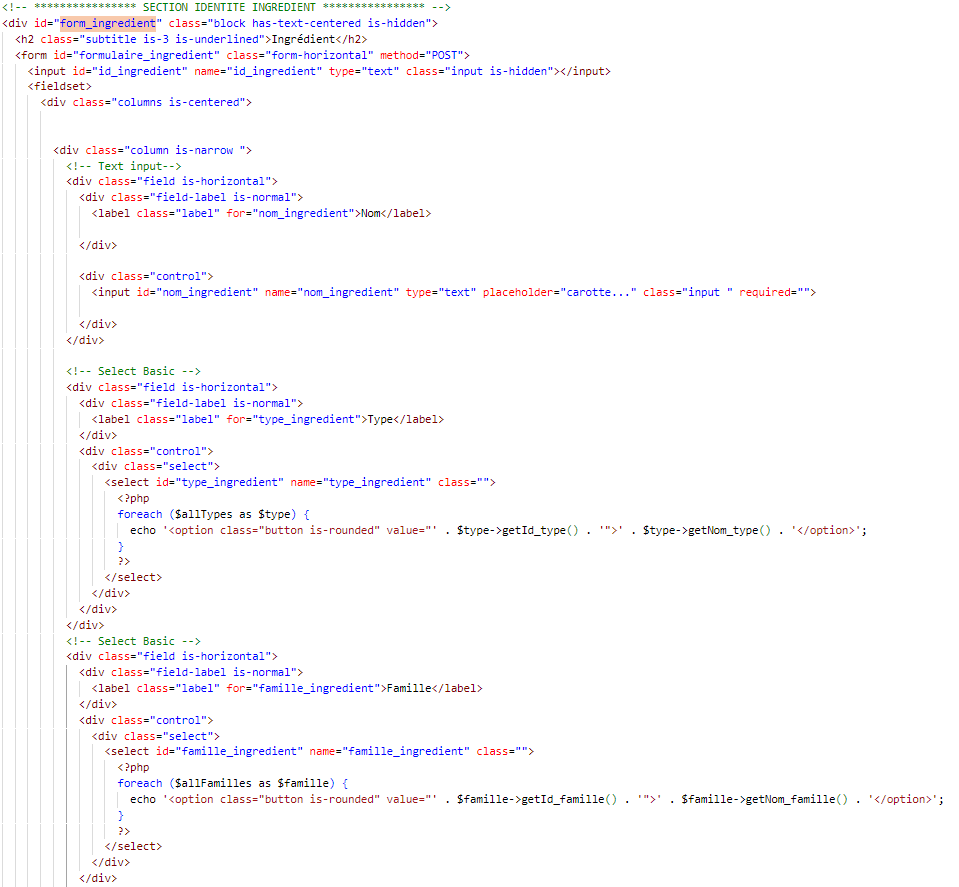 <!-- **************** SECTION IDENTITE INGREDIENT **************** -->
<div id="form_ingredient" class="block has-text-centered is-hidden">
<h2 class="subtitle is-3 is-underlined">Ingrédient</h2>
<form id="formulaire_ingredient" class="form-horizontal" method="POST">
<input id="id_ingredient" name="id_ingredient" type="text" class="input is-hidden"></input>
<fieldset>
<div class="columns is-centered">
<div class="column is-narrow ">
<!-- Text input-->
<div class="field is-horizontal">
<div class="field-label is-normal">
<label class="label" for="nom_ingredient">Nom</label>
</div>
<div class="control">
<input id="nom_ingredient" name="nom_ingredient" type="text" placeholder="carotte..." class="input " required="">
</div>
</div>
<!-- Select Basic -->
<div class="field is-horizontal">
<div class="field-label is-normal">
<label class="label" for="type_ingredient">Type</label>
</div>
<div class="control">
<div class="select">
<select id="type_ingredient" name="type_ingredient" class="">
<?php
foreach ($allTypes as $type) {
echo '<option class="button is-rounded" value="' . $type->getId_type() . '">' . $type->getNom_type() . '</option>';
}
?>
</select>
</div>
</div>
</div>
<!-- Select Basic -->
<div class="field is-horizontal">
<div class="field-label is-normal">
<label class="label" for="famille_ingredient">Famille</label>
</div>
<div class="control">
<div class="select">
<select id="famille_ingredient" name="famille_ingredient" class="">
<?php
foreach ($allFamilles as $famille) {
echo '<option class="button is-rounded" value="' . $famille->getId_famille() . '">' . $famille->getNom_famille() . '</option>';
}
?>
</select>
</div>
</div>